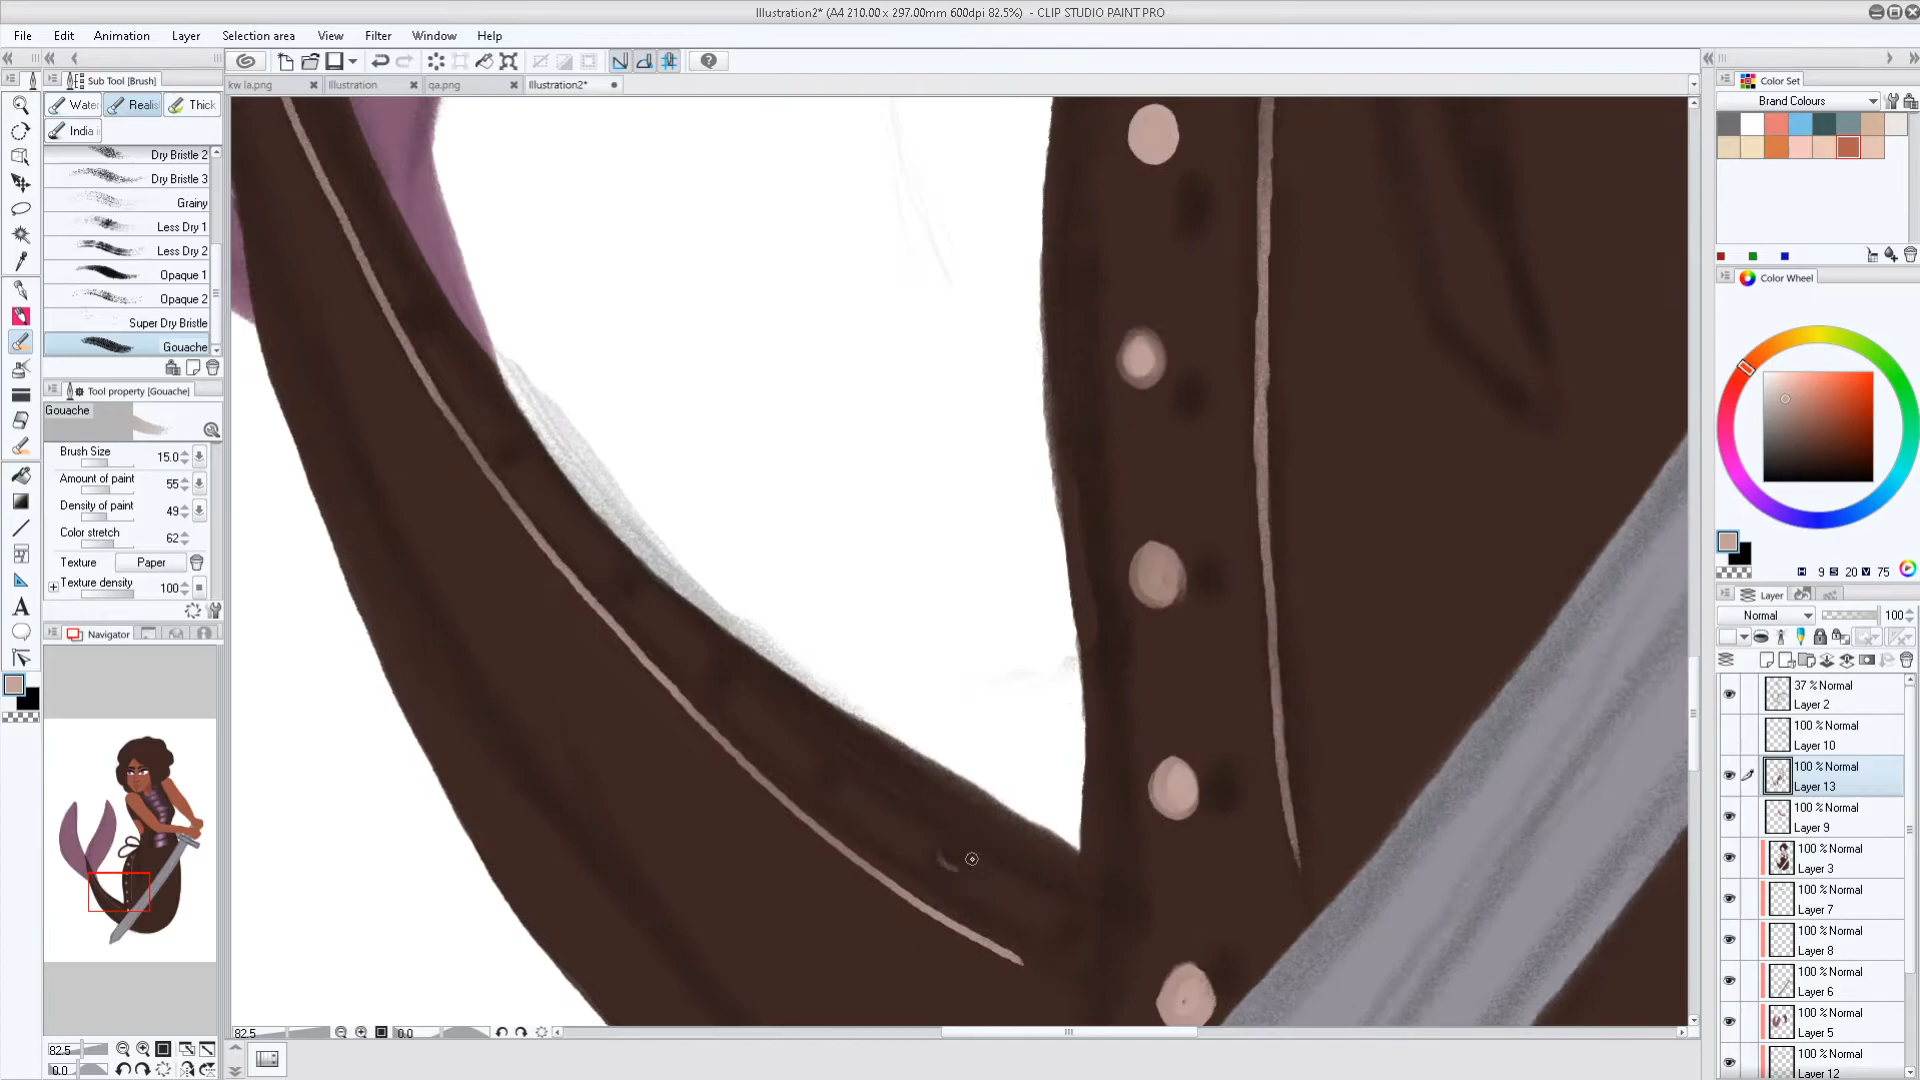 Illustration2* (A4 210.00 x 297.00mm 600dpi 82.5%) - CLIP STUDIO PAINT PRO
File Edit Animation Layer Selection area View Filter Window Help
Sub Tool [Brush]
kw la.png Illustration qa.png Illustration2*
Water Realis Thick
India
Dry Bristle 2
Dry Bristle 3
Grainy
Less Dry 1
Less Dry 2
Opaque 1
Opaque 2
Super Dry Bristle
Gouache
Tool property [Gouache]
Gouache
Brush Size 15.0
Amount of paint 55
Density of paint 49
Color stretch 62
Texture Paper
Texture density 100
Navigator
82.5
0.0
82.5 0.0
Color Set
Brand Colours
Color Wheel
H 9 S 20 V 75
Layer
Normal 100
37 % Normal
Layer 2
100 % Normal
Layer 10
100 % Normal
Layer 13
100 % Normal
Layer 9
100 % Normal
Layer 3
100 % Normal
Layer 7
100 % Normal
Layer 8
100 % Normal
Layer 6
100 % Normal
Layer 5
100 % Normal
Layer 12